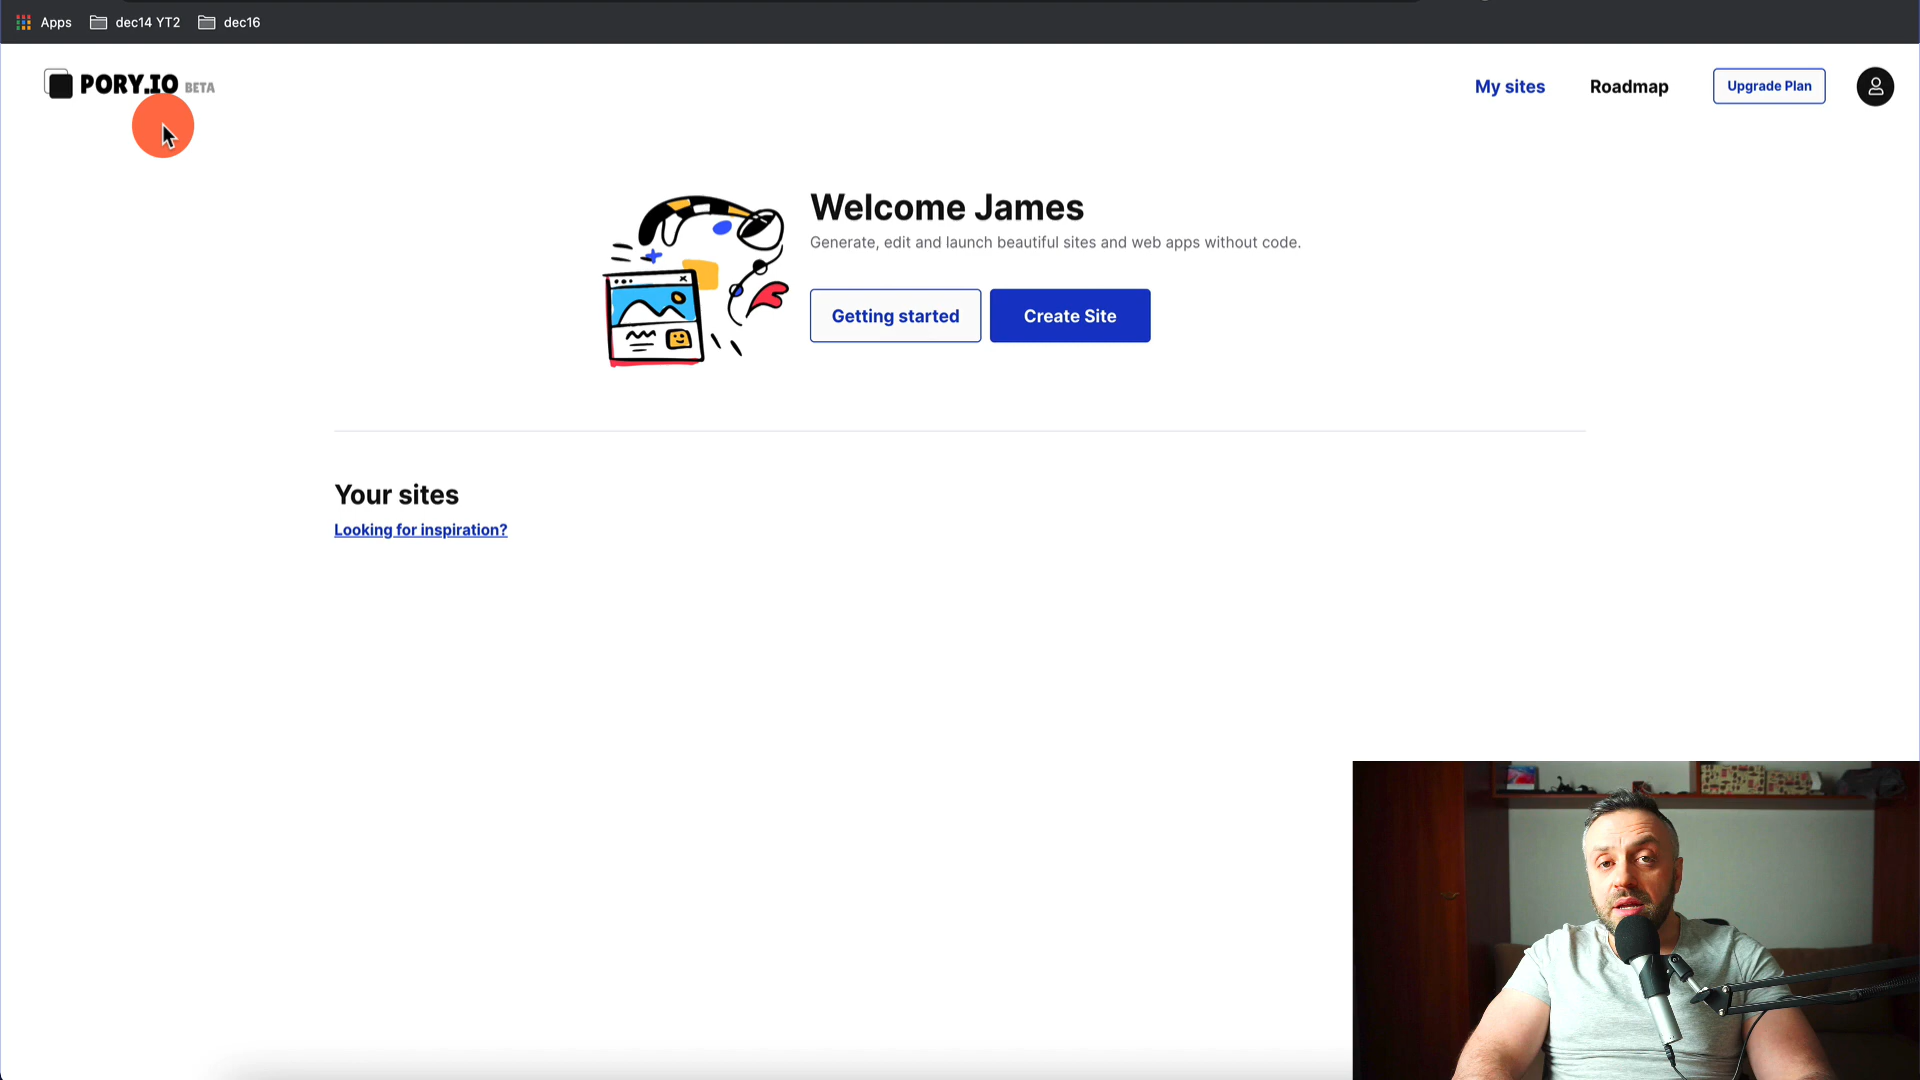 Apps
dec14 YT2
dec16
PORY.IO BETA
My sites
Roadmap
Upgrade Plan
Welcome James
Generate, edit and launch beautiful sites and web apps without code.
Getting started
Create Site
Your sites
Looking for inspiration?